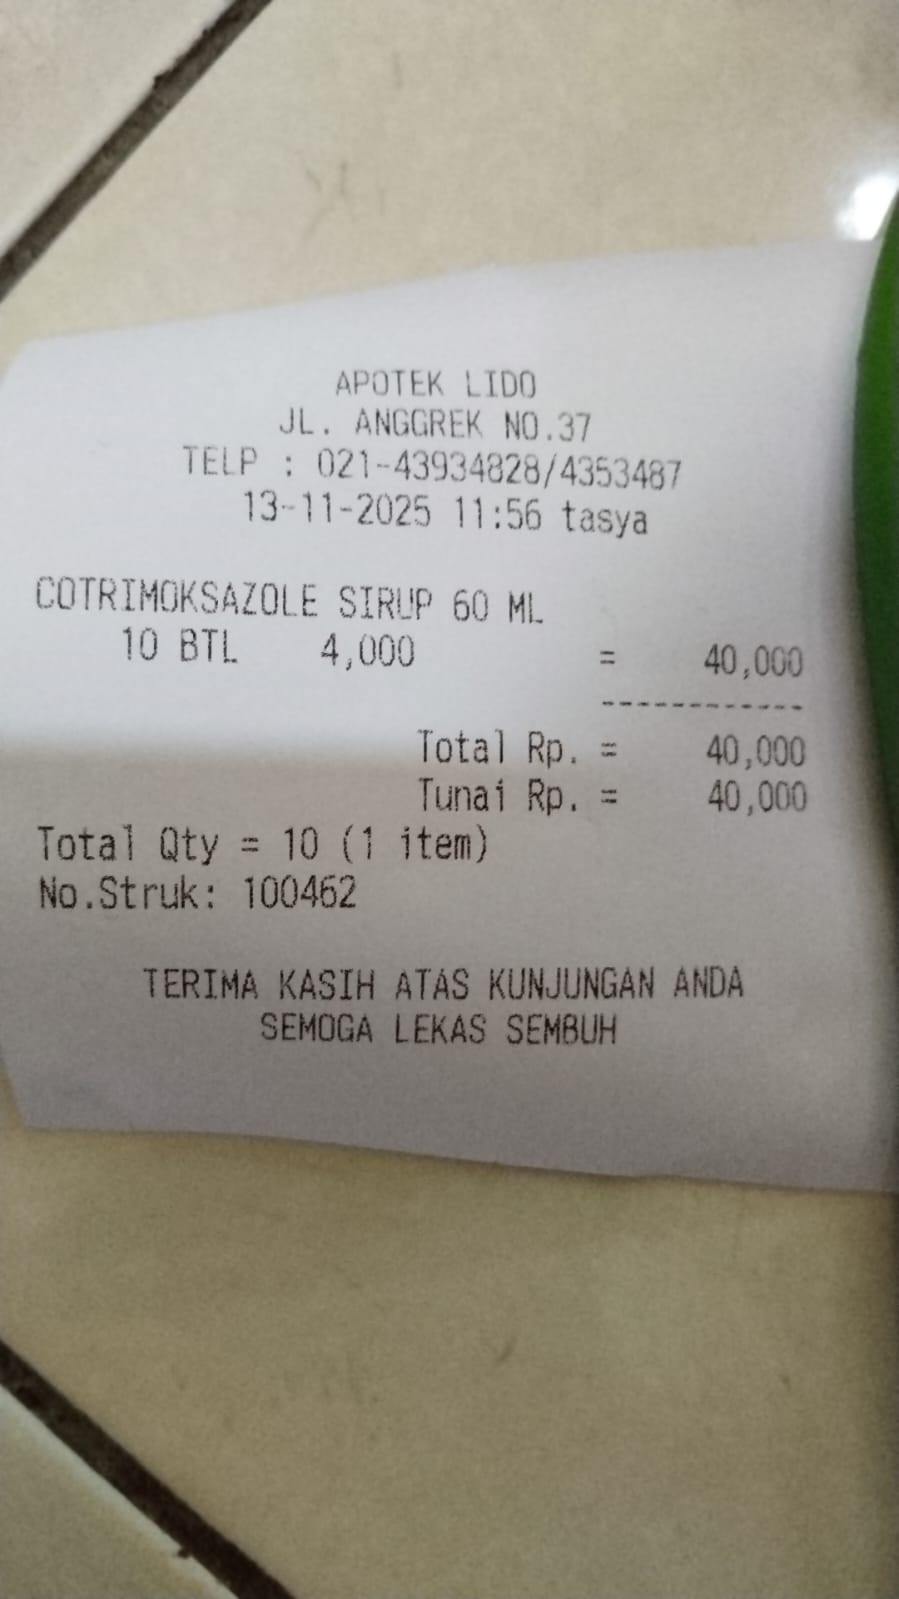 APOTEK LIDO
JL. ANGGREK NO.37
TELP : 021-43934828/4353487
13-11-2025 11:56 tasya
COTRIMOKSAZOLE SIRUP 60 ML
10 BTL 4,000 = 40,000
------------
Total Rp. = 40,000
Tunai Rp. = 40,000
Total Qty = 10 (1 item)
No.Struk: 100462
TERIMA KASIH ATAS KUNJUNGAN ANDA
SEMOGA LEKAS SEMBUH